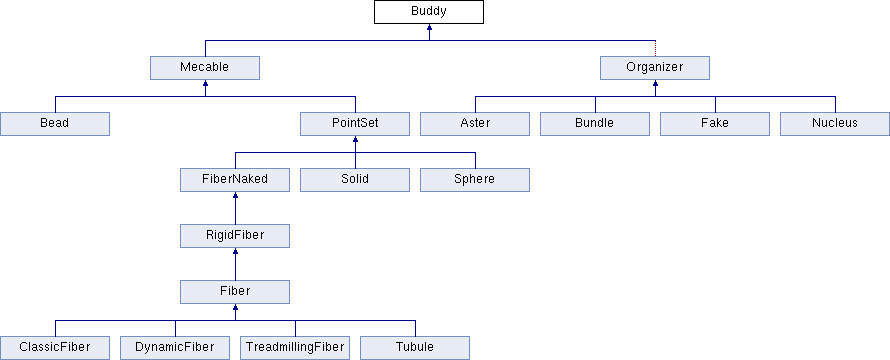 Buddy
Mecable
Organizer
Bead
PointSet
Aster
Bundle
Fake
Nucleus
FiberNaked
Solid
Sphere
RigidFiber
Fiber
ClassicFiber
DynamicFiber
TreadmillingFiber
Tubule